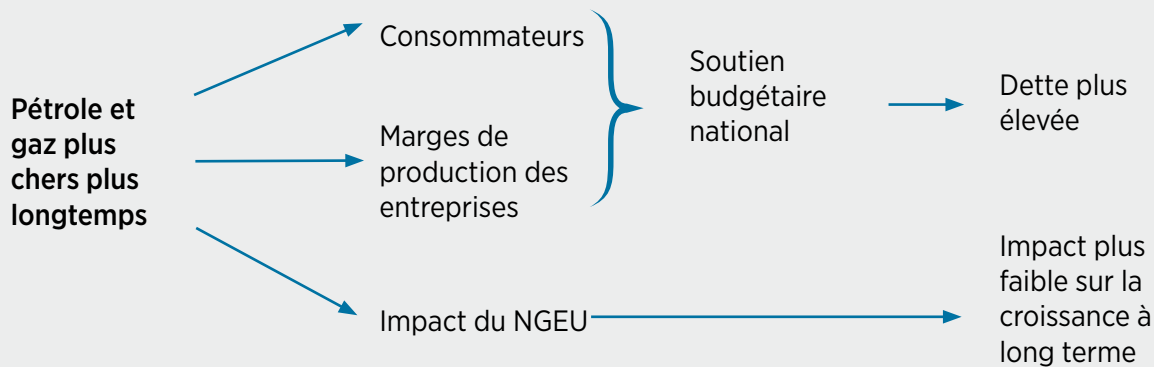 Pétrole et
gaz plus
chers plus
longtemps
Consommateurs
Marges de
production des
entreprises
Impact du NGEU
Soutien
budgétaire
national
Dette plus
élevée
Impact plus
faible sur la
croissance à
long terme